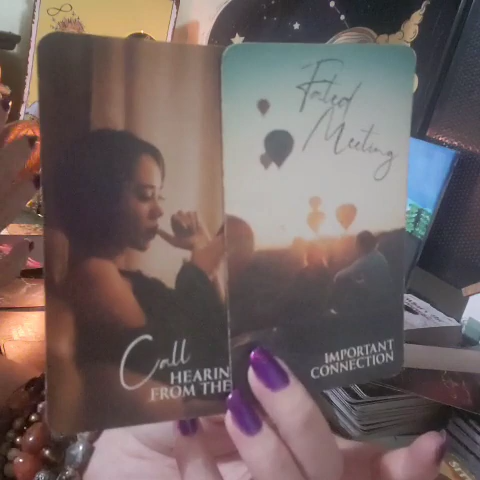 Call
HEARIN
FROM THE
Fated
Meeting
IMPORTANT
CONNECTION